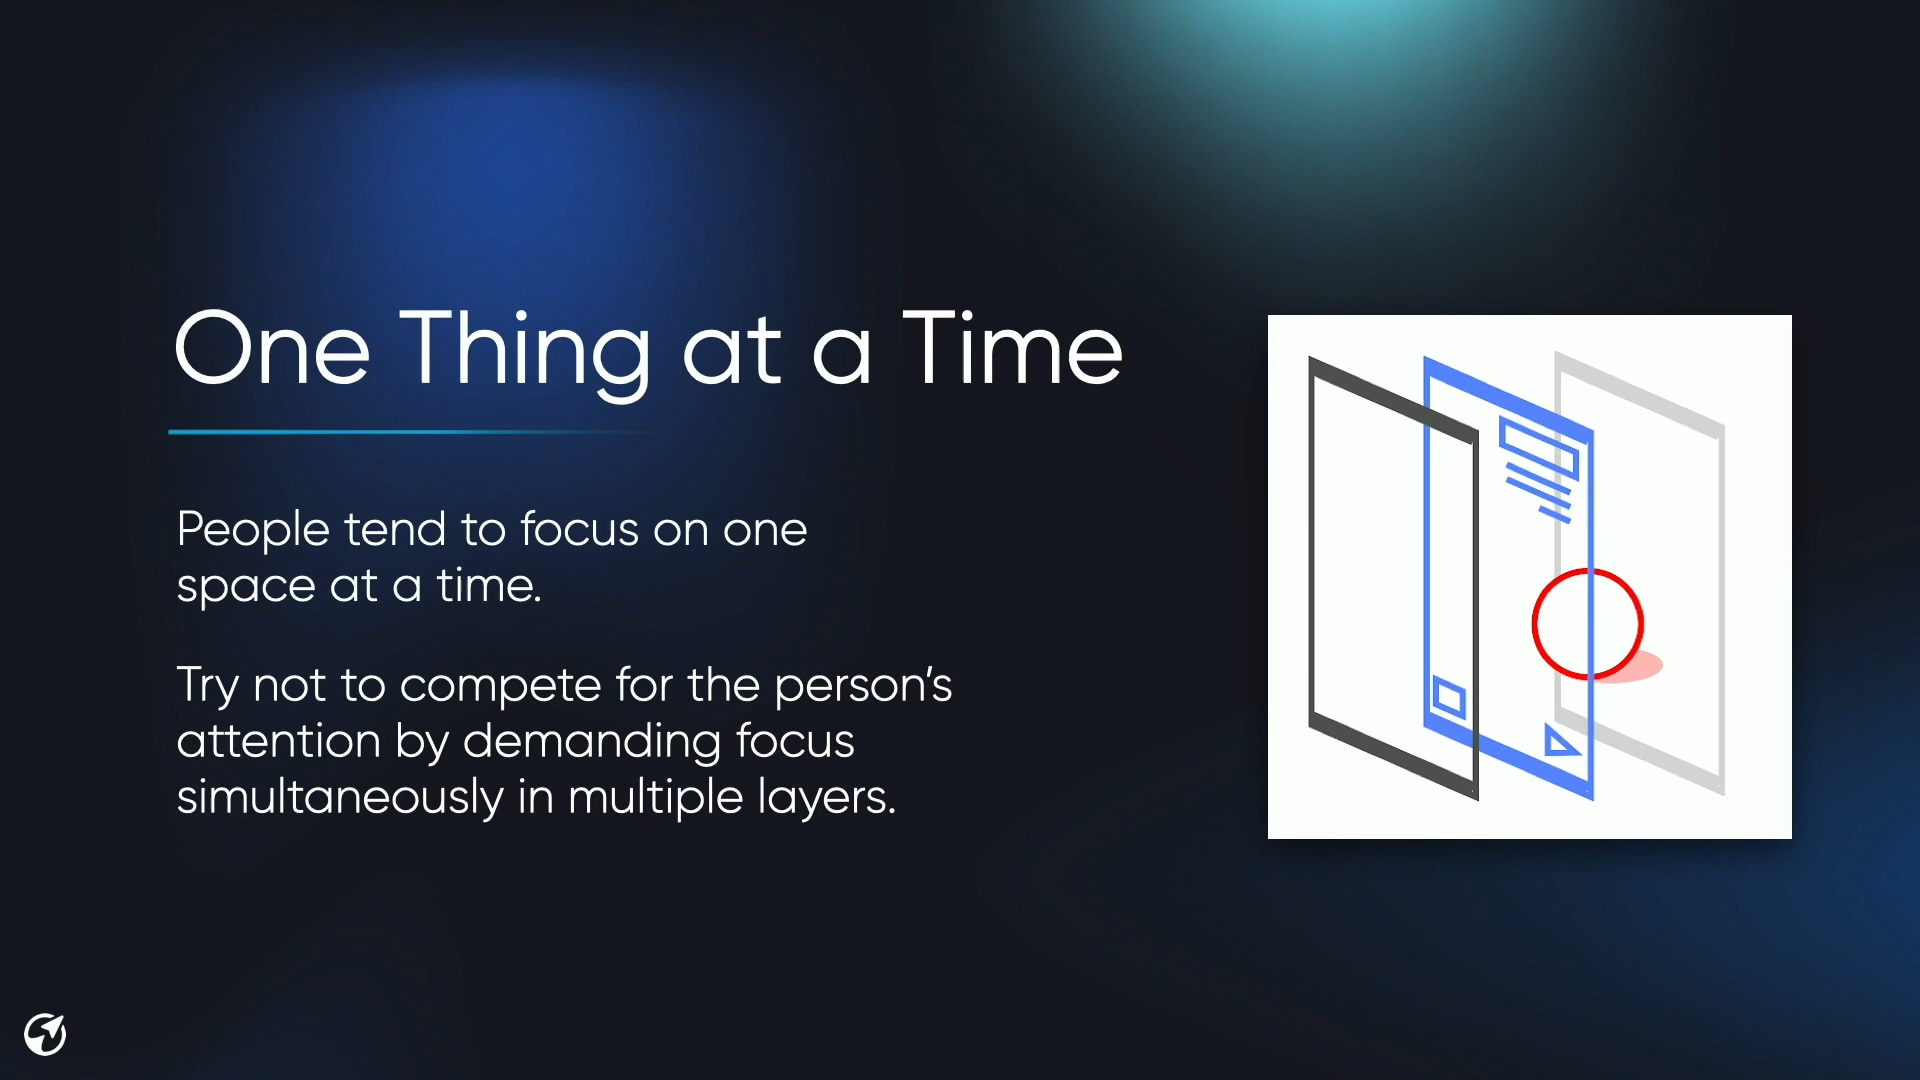 One Thing at a Time
People tend to focus on one
space at a time.
Try not to compete for the person’s
attention by demanding focus
simultaneously in multiple layers.